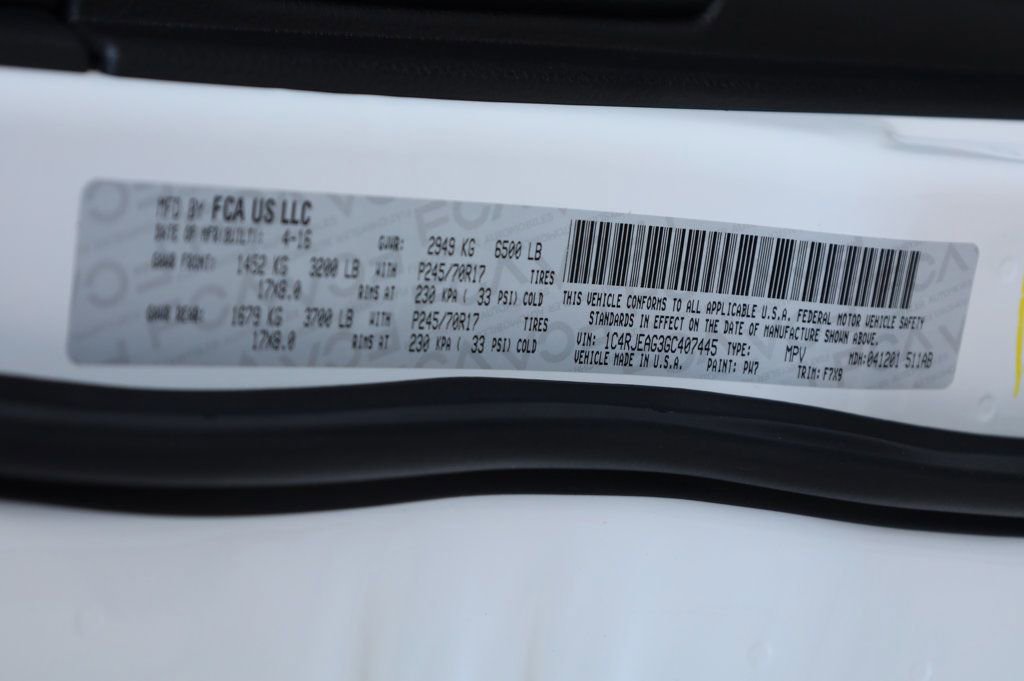 MFD BY FCA US LLC
DATE OF MFR/BUILT: 4-16 GVWR: 2949 KG 6500 LB
GAWR FRONT: 1452 KG 3200 LB WITH P245/70R17 TIRES
17X8.0 RIMS AT 230 KPA ( 33 PSI) COLD
GAWR REAR: 1679 KG 3700 LB WITH P245/70R17 TIRES
17X8.0 RIMS AT 230 KPA ( 33 PSI) COLD
THIS VEHICLE CONFORMS TO ALL APPLICABLE U.S.A. FEDERAL MOTOR VEHICLE SAFETY
STANDARDS IN EFFECT ON THE DATE OF MANUFACTURE SHOWN ABOVE.
VIN: 1C4RJEAG3GC407445 TYPE: MPV MDH: 041201 511AB
VEHICLE MADE IN U.S.A. PAINT: PW7 TRIM: F7X9